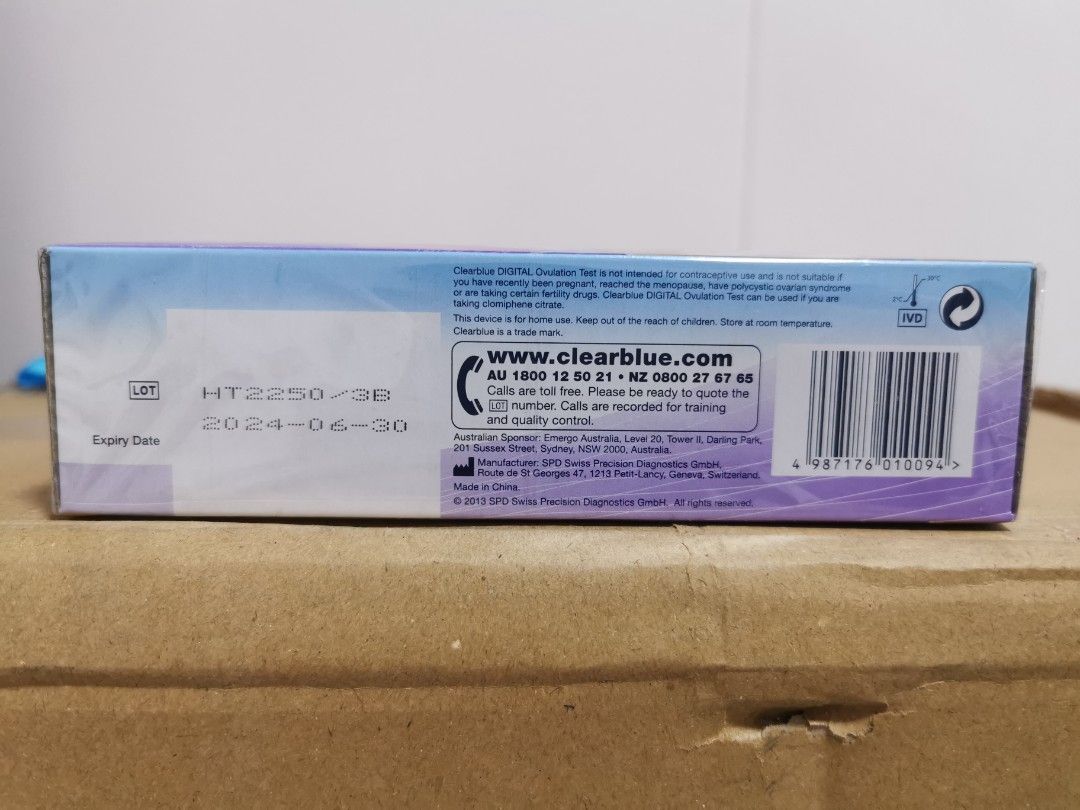 LOT
HT2250/3B
2024-06-30
Expiry Date
Clearblue DIGITAL Ovulation Test is not intended for contraceptive use and is not suitable if
you have recently been pregnant, reached the menopause, have polycystic ovarian syndrome
or are taking certain fertility drugs. Clearblue DIGITAL Ovulation Test can be used if you are
taking clomiphene citrate.
This device is for home use. Keep out of the reach of children. Store at room temperature.
Clearblue is a trade mark.
www.clearblue.com
AU 1800 12 50 21 • NZ 0800 27 67 65
Calls are toll free. Please be ready to quote the
LOT number. Calls are recorded for training
and quality control.
Australian Sponsor: Emergo Australia, Level 20, Tower II, Darling Park,
201 Sussex Street, Sydney, NSW 2000, Australia.
Manufacturer: SPD Swiss Precision Diagnostics GmbH,
Route de St Georges 47, 1213 Petit-Lancy, Geneva, Switzerland.
Made in China.
© 2013 SPD Swiss Precision Diagnostics GmbH. All rights reserved.
30°C
2°C
IVD
4 987176 010094 >